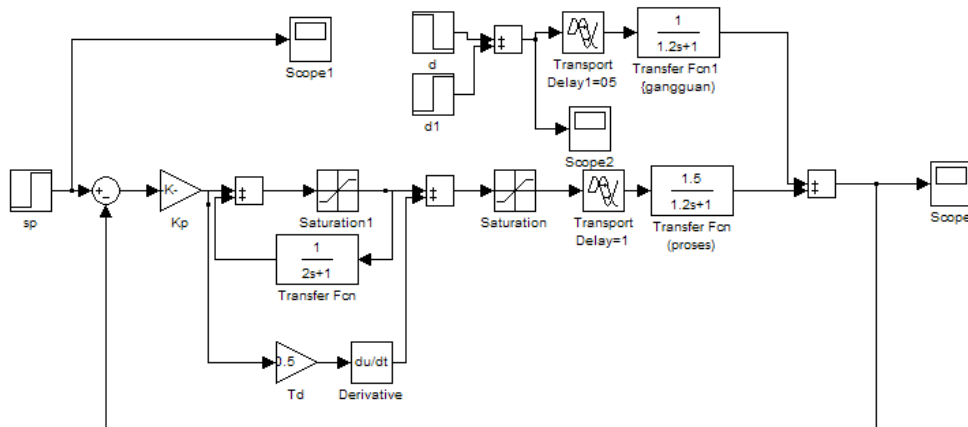 Scope1
d
d1
Transport
Delay1=05
1
1.2s+1
Transfer Fcn1
(gangguan)
Scope2
sp
+
−
-K-
Kp
+
+
Saturation1
+
+
Saturation
Transport
Delay=1
1.5
1.2s+1
Transfer Fcn
(proses)
+
+
Scope
1
2s+1
Transfer Fcn
0.5
Td
du/dt
Derivative
+
+